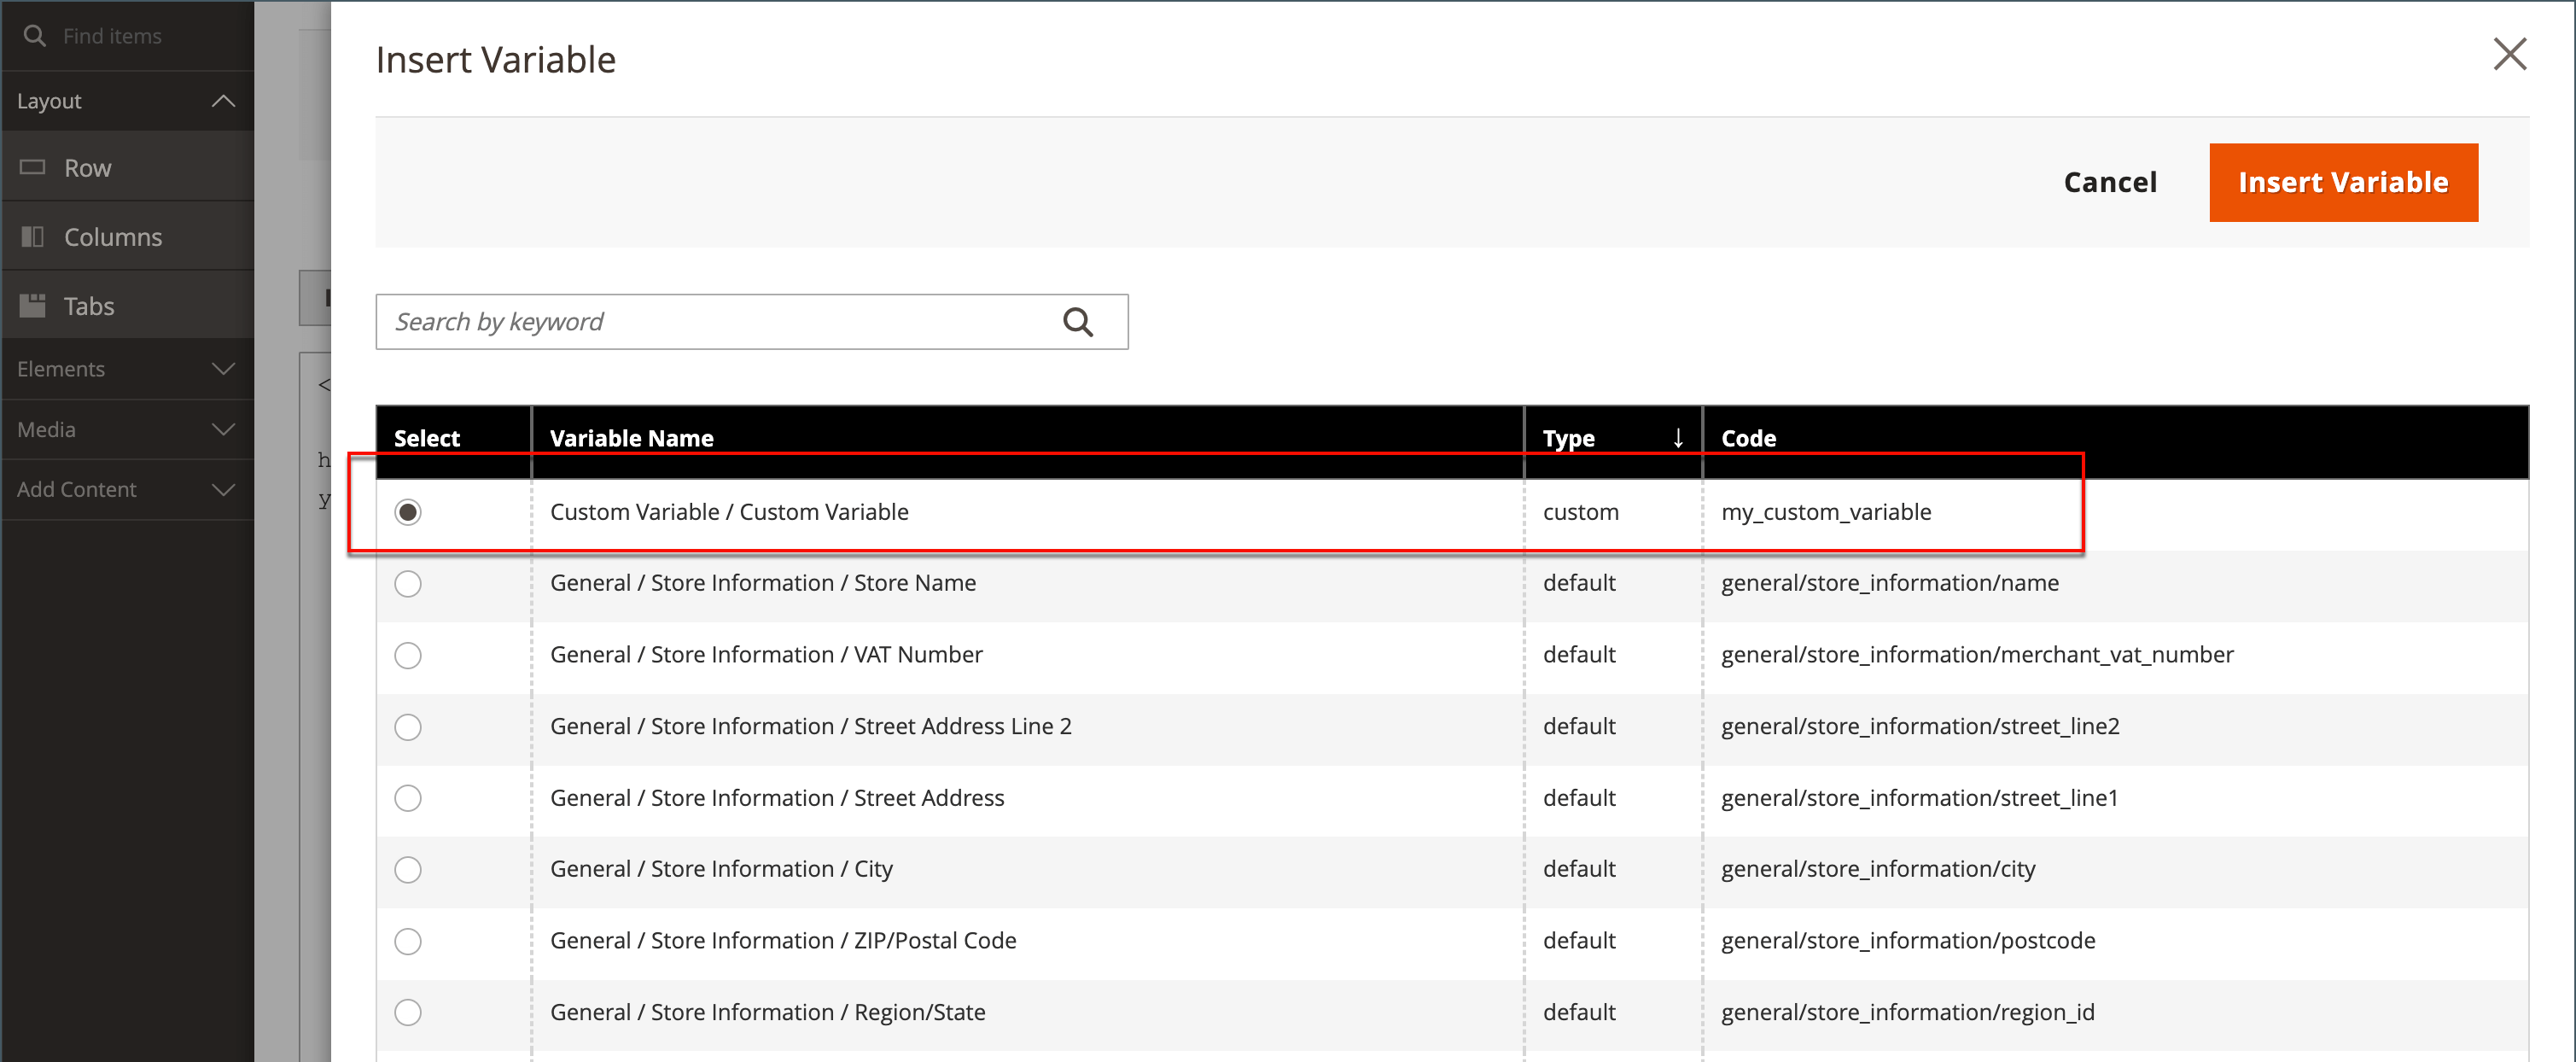 Find items
Layout
Row
Columns
Tabs
Elements
Media
Add Content
<
h
y
Insert Variable
Cancel
Insert Variable
Search by keyword
Select Variable Name Type ↓ Code
Custom Variable / Custom Variable custom my_custom_variable
General / Store Information / Store Name default general/store_information/name
General / Store Information / VAT Number default general/store_information/merchant_vat_number
General / Store Information / Street Address Line 2 default general/store_information/street_line2
General / Store Information / Street Address default general/store_information/street_line1
General / Store Information / City default general/store_information/city
General / Store Information / ZIP/Postal Code default general/store_information/postcode
General / Store Information / Region/State default general/store_information/region_id